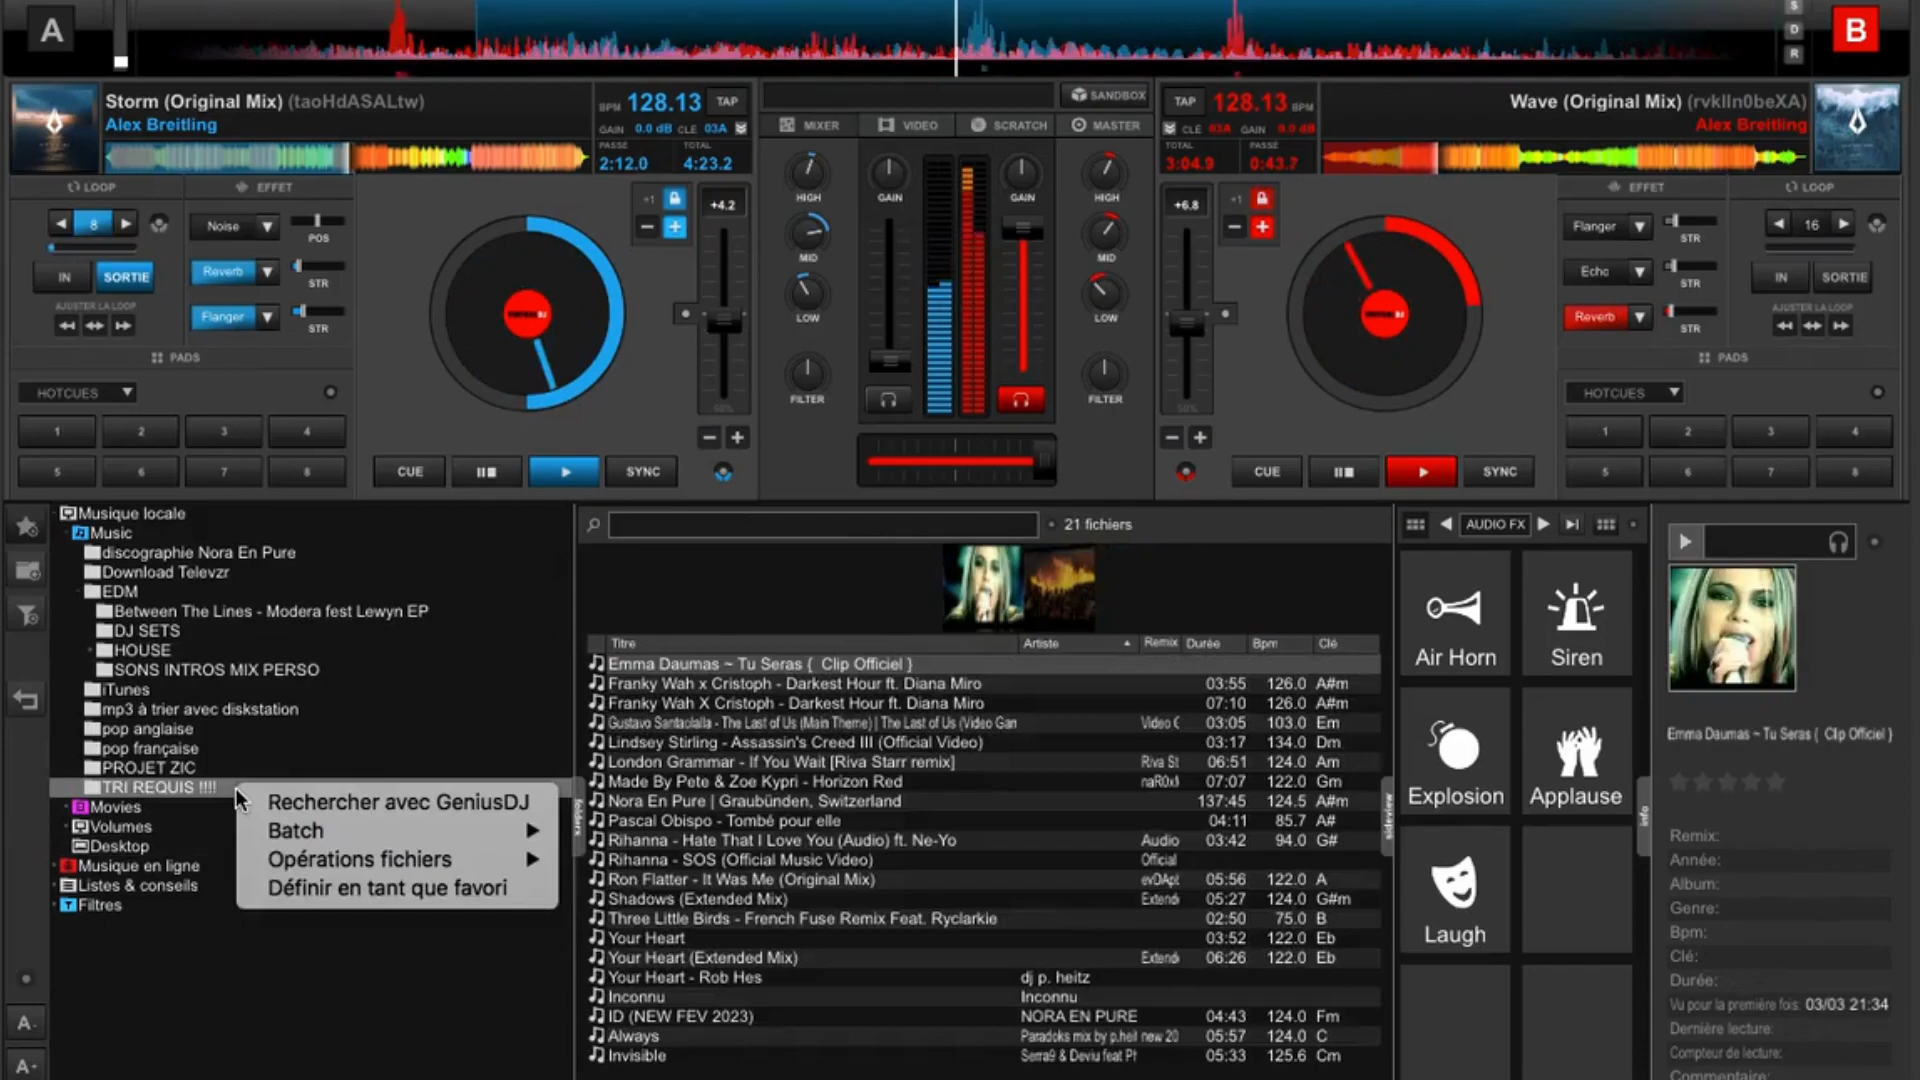 A
B
S
D
R
Storm (Original Mix) (taoHdASALtw)
Alex Breitling
BPM 128.13 TAP
GAIN 0.0 dB CLE 03A
PASSÉ TOTAL
2:12.0 4:23.2
SANDBOX
MIXER VIDEO SCRATCH MASTER
TAP 128.13 BPM
CLE 03A GAIN 0.0 dB
TOTAL PASSÉ
3:04.9 0:43.7
Wave (Original Mix) (rvklln0beXA)
Alex Breitling
LOOP EFFET
8
Noise POS
IN SORTIE
Reverb STR
AJUSTER LA LOOP
Flanger STR
PADS
HOTCUES
1 2 3 4
5 6 7 8
+1
+4.2
50%
CUE SYNC
HIGH GAIN GAIN HIGH
MID MID
LOW LOW
FILTER FILTER
+6.8
+1
50%
CUE SYNC
EFFET LOOP
Flanger STR
16
Echo STR
IN SORTIE
Reverb STR
AJUSTER LA LOOP
PADS
HOTCUES
1 2 3 4
5 6 7 8
Musique locale
Music
discographie Nora En Pure
Download Televzr
EDM
Between The Lines - Modera fest Lewyn EP
DJ SETS
HOUSE
SONS INTROS MIX PERSO
iTunes
mp3 à trier avec diskstation
pop anglaise
pop française
PROJET ZIC
TRI REQUIS !!!!
Movies
Volumes
Desktop
Musique en ligne
Listes & conseils
Filtres
Rechercher avec GeniusDJ
Batch
Opérations fichiers
Définir en tant que favori
A-
A+
folders
21 fichiers
Titre Artiste Remix Durée Bpm Clé
Emma Daumas ~ Tu Seras { Clip Officiel }
Franky Wah x Cristoph - Darkest Hour ft. Diana Miro 03:55 126.0 A#m
Franky Wah X Cristoph - Darkest Hour ft. Diana Miro 07:10 126.0 A#m
Gustavo Santaolalla - The Last of Us (Main Theme) | The Last of Us (Video Gam Video G 03:05 103.0 Em
Lindsey Stirling - Assassin's Creed III (Official Video) 03:17 134.0 Dm
London Grammar - If You Wait [Riva Starr remix] Riva St 06:51 124.0 Am
Made By Pete & Zoe Kypri - Horizon Red naR0xM 07:07 122.0 Gm
Nora En Pure | Graubünden, Switzerland 137:45 124.5 A#m
Pascal Obispo - Tombé pour elle 04:11 85.7 A#
Rihanna - Hate That I Love You (Audio) ft. Ne-Yo Audio 03:42 94.0 G#
Rihanna - SOS (Official Music Video) Official
Ron Flatter - It Was Me (Original Mix) evDApt 05:56 122.0 A
Shadows (Extended Mix) Extend 05:27 124.0 G#m
Three Little Birds - French Fuse Remix Feat. Ryclarkie 02:50 75.0 B
Your Heart 03:52 122.0 Eb
Your Heart (Extended Mix) Extend 06:26 122.0 Eb
Your Heart - Rob Hes dj p. heitz
Inconnu Inconnu
ID (NEW FEV 2023) NORA EN PURE 04:43 124.0 Fm
Always Paradoks mix by p.heit new 20 05:57 124.0 C
Invisible Serra9 & Deviu feat Pf 05:33 125.6 Cm
sideview
AUDIO FX
Air Horn
Siren
Explosion
Applause
Laugh
info
Emma Daumas ~ Tu Seras { Clip Officiel }
Remix:
Année:
Album:
Genre:
Bpm:
Clé:
Durée:
Vu pour la première fois: 03/03 21:34
Dernière lecture:
Compteur de lecture:
Commentaire: